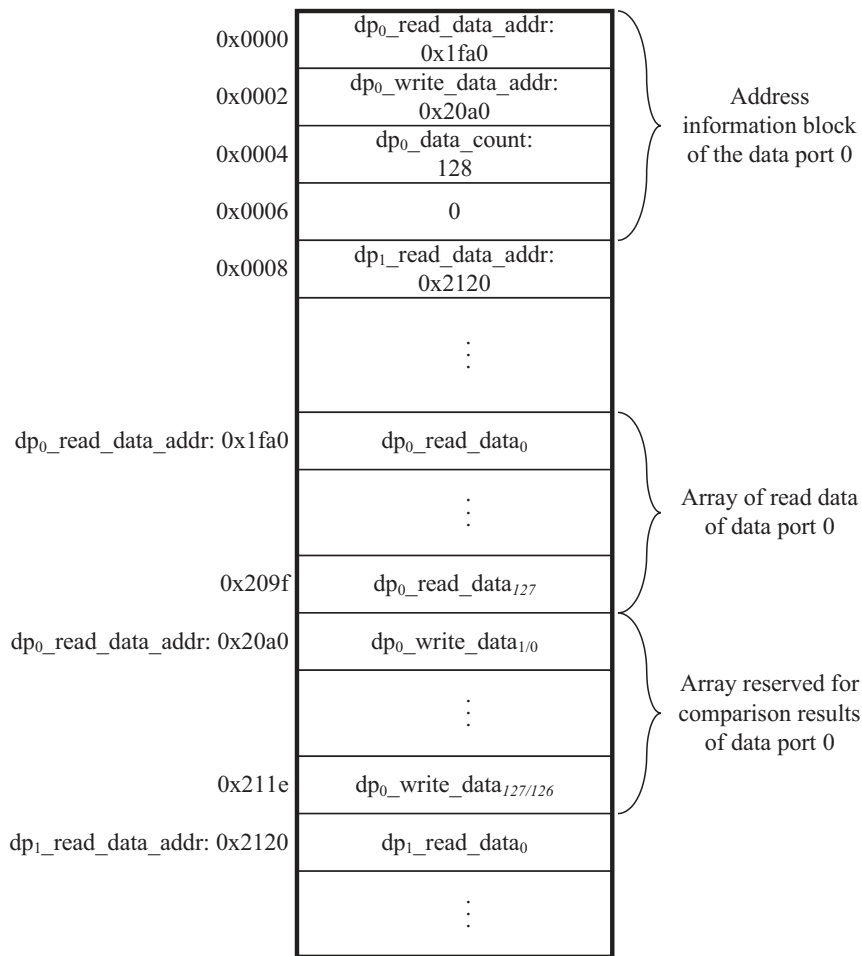 0x0000
dp₀_read_data_addr:
0x1fa0
0x0002
dp₀_write_data_addr:
0x20a0
0x0004
dp₀_data_count:
128
0x0006
0
Address
information block
of the data port 0
0x0008
dp₁_read_data_addr:
0x2120
⋮
dp₀_read_data_addr: 0x1fa0
dp₀_read_data₀
⋮
0x209f
dp₀_read_data₁₂₇
Array of read data
of data port 0
dp₀_read_data_addr: 0x20a0
dp₀_write_data₁/₀
⋮
0x211e
dp₀_write_data₁₂₇/₁₂₆
Array reserved for
comparison results
of data port 0
dp₁_read_data_addr: 0x2120
dp₁_read_data₀
⋮